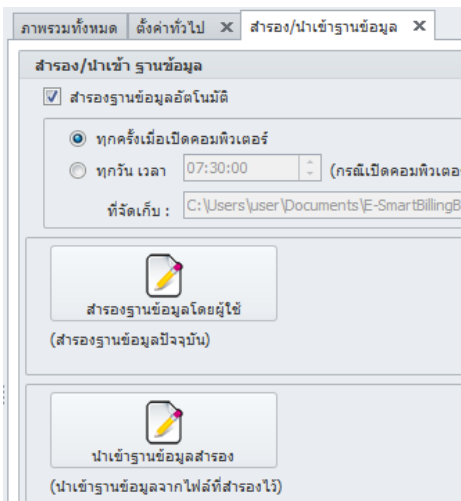 ภาพรวมทั้งหมด ตั้งค่าทั่วไป สำรอง/นำเข้าฐานข้อมูล
สำรอง/นำเข้า ฐานข้อมูล
สำรองฐานข้อมูลอัตโนมัติ
ทุกครั้งเมื่อเปิดคอมพิวเตอร์
ทุกวัน เวลา 07:30:00 (กรณีเปิดคอมพิวเตอร์
ที่จัดเก็บ : C:\Users\user\Documents\E-SmartBillingB
สำรองฐานข้อมูลโดยผู้ใช้
(สำรองฐานข้อมูลปัจจุบัน)
นำเข้าฐานข้อมูลสำรอง
(นำเข้าฐานข้อมูลจากไฟล์ที่สำรองไว้)